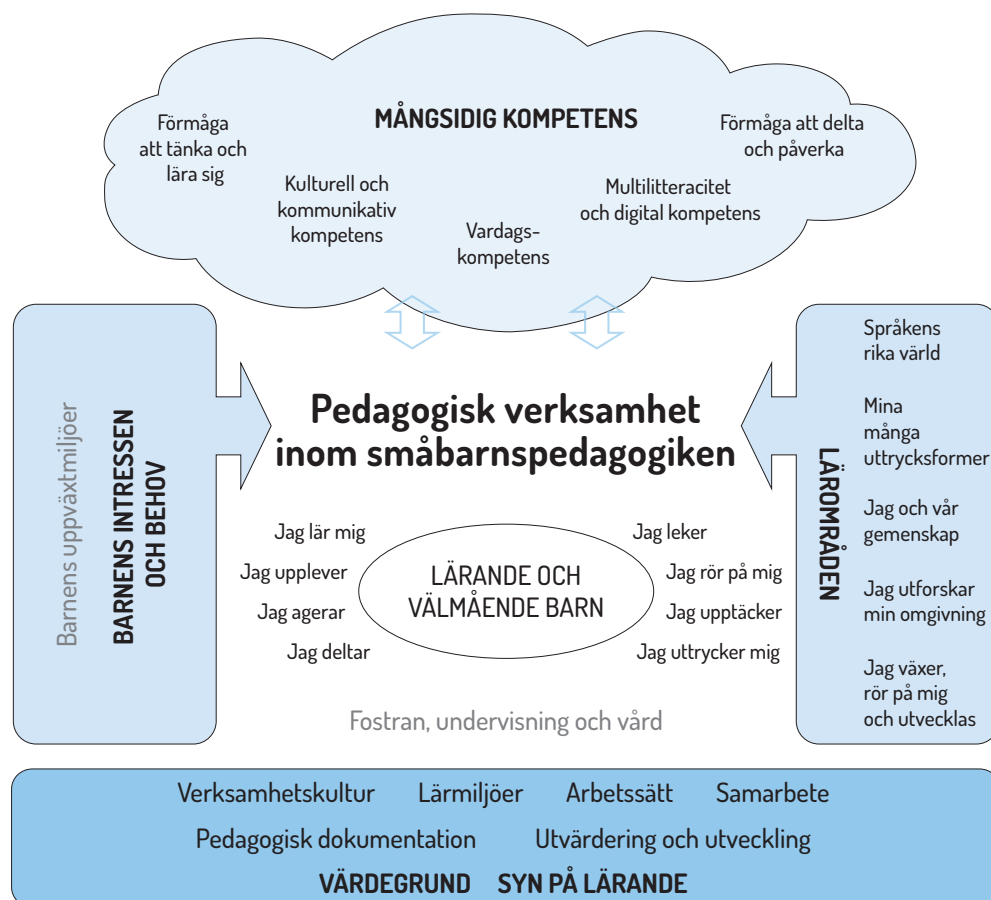 MÅNGSIDIG KOMPETENS
Förmåga
att tänka och
lära sig
Kulturell och
kommunikativ
kompetens
Vardags-
kompetens
Multilitteracitet
och digital kompetens
Förmåga att delta
och påverka
Barnens uppväxtmiljöer
BARNENS INTRESSEN
OCH BEHOV
Pedagogisk verksamhet
inom småbarnspedagogiken
Jag lär mig
Jag upplever
Jag agerar
Jag deltar
LÄRANDE OCH
VÄLMÅENDE BARN
Jag leker
Jag rör på mig
Jag upptäcker
Jag uttrycker mig
Fostran, undervisning och vård
LÄROMRÅDEN
Språkens
rika värld
Mina
många
uttrycksformer
Jag och vår
gemenskap
Jag utforskar
min omgivning
Jag växer,
rör på mig
och utvecklas
Verksamhetskultur Lärmiljöer Arbetssätt Samarbete
Pedagogisk dokumentation Utvärdering och utveckling
VÄRDEGRUND SYN PÅ LÄRANDE